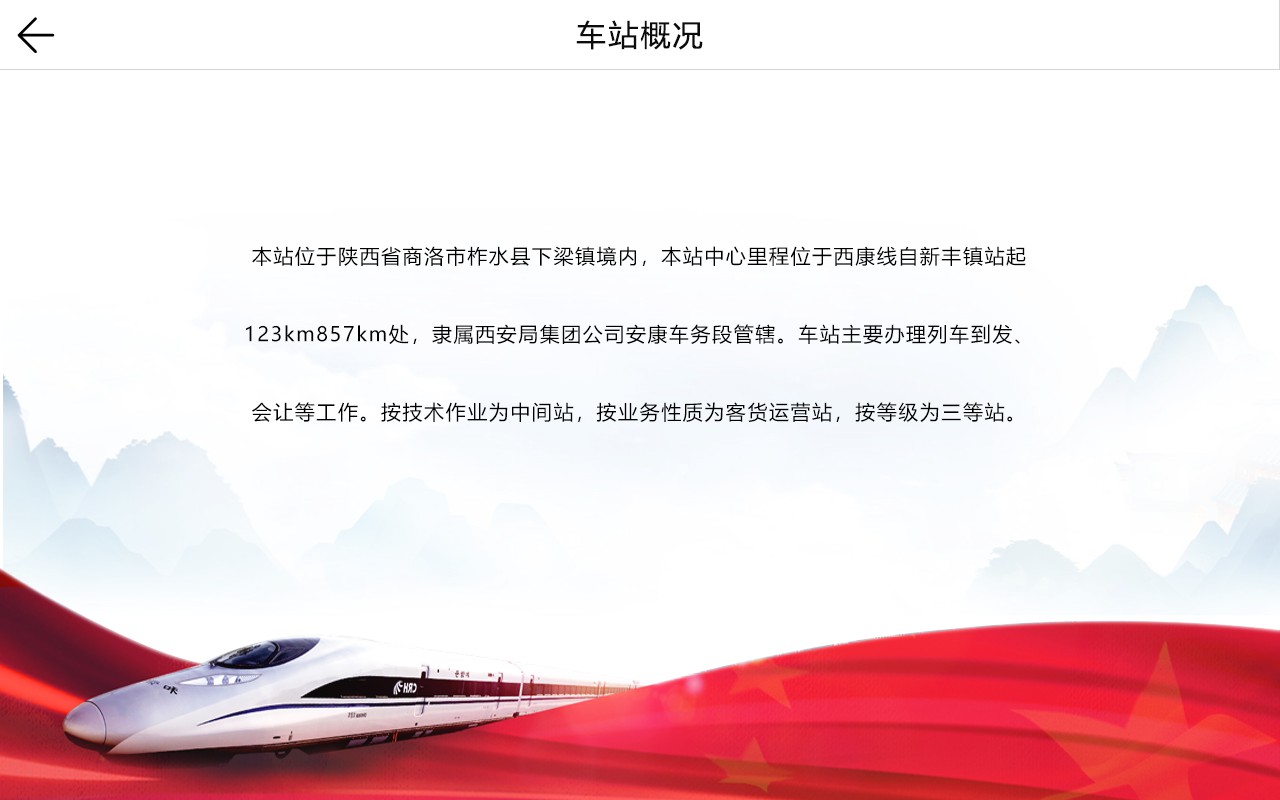 车站概况
本站位于陕西省商洛市柞水县下梁镇境内，本站中心里程位于西康线自新丰镇站起
123km857km处，隶属西安局集团公司安康车务段管辖。车站主要办理列车到发、
会让等工作。按技术作业为中间站，按业务性质为客货运营站，按等级为三等站。
CRH